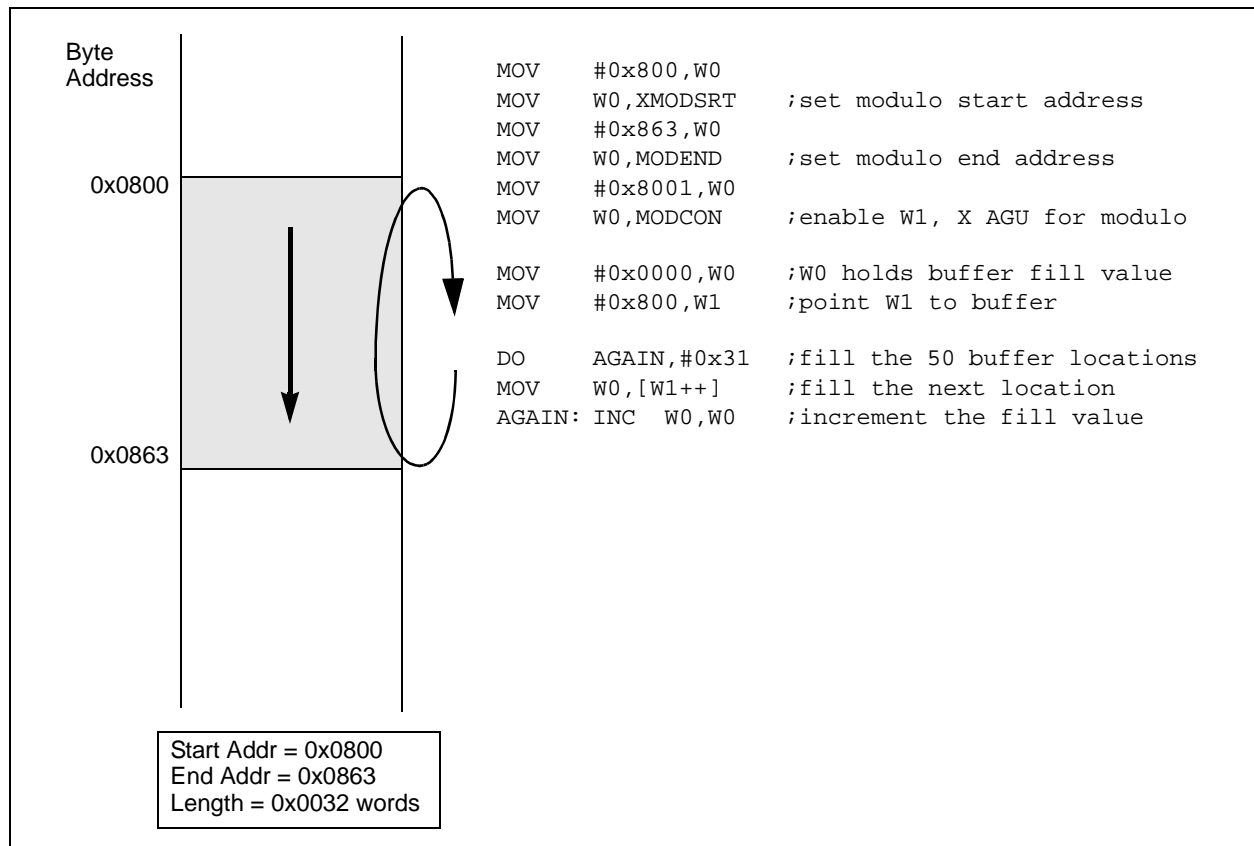 Byte
Address
0x0800
0x0863
MOV #0x800,W0
MOV W0,XMODSRT ;set modulo start address
MOV #0x863,W0
MOV W0,MODEND ;set modulo end address
MOV #0x8001,W0
MOV W0,MODCON ;enable W1, X AGU for modulo
MOV #0x0000,W0 ;W0 holds buffer fill value
MOV #0x800,W1 ;point W1 to buffer
DO AGAIN,#0x31 ;fill the 50 buffer locations
MOV W0,[W1++] ;fill the next location
AGAIN: INC W0,W0 ;increment the fill value
Start Addr = 0x0800
End Addr = 0x0863
Length = 0x0032 words